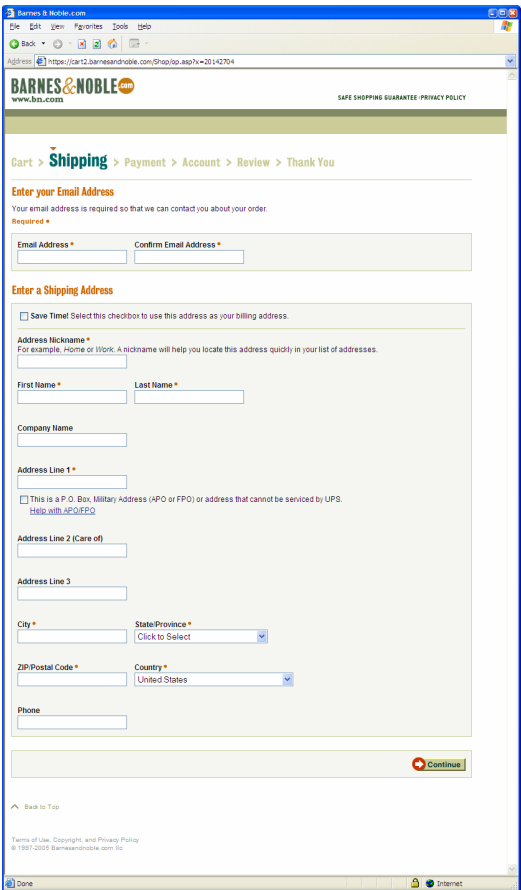 Barnes & Noble.com
File Edit View Favorites Tools Help
Back
Address https://cart2.barnesandnoble.com/Shop/op.asp?x=20142704
BARNES&NOBLE.com
www.bn.com
SAFE SHOPPING GUARANTEE·PRIVACY POLICY
Cart > Shipping > Payment > Account > Review > Thank You
Enter your Email Address
Your email address is required so that we can contact you about your order.
Required •
Email Address • Confirm Email Address •
Enter a Shipping Address
Save Time! Select this checkbox to use this address as your billing address.
Address Nickname •
For example, Home or Work. A nickname will help you locate this address quickly in your list of addresses.
First Name • Last Name •
Company Name
Address Line 1 •
This is a P.O. Box, Military Address (APO or FPO) or address that cannot be serviced by UPS.
Help with APO/FPO
Address Line 2 (Care of)
Address Line 3
City • State/Province •
Click to Select
ZIP/Postal Code • Country •
United States
Phone
Continue
Back to Top
Terms of Use, Copyright, and Privacy Policy
© 1997-2005 Barnesandnoble.com llc
Done Internet